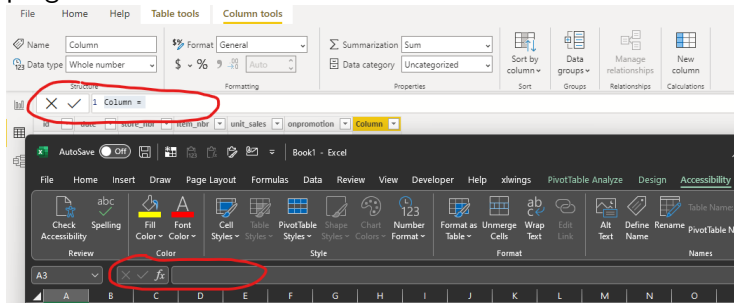 File Home Help Table tools Column tools
Name Column $% Format General Summarization Sum Sort by column Data groups Manage relationships New column
Data type Whole number $ % Auto Data category Uncategorized
Structure Formatting Properties Sort Groups Relationships Calculations
1 Column =
id date store_nbr item_nbr unit_sales onpromotion Column
AutoSave Off Book1 - Excel
File Home Insert Draw Page Layout Formulas Data Review View Developer Help xlwings PivotTable Analyze Design Accessibility
Check Accessibility Spelling Fill Color Font Color Cell Styles Table Styles PivotTable Styles Shape Styles Chart Colors Number Format Format as Table Unmerge Cells Wrap Text Edit Link Alt Text Define Name Rename Table Name PivotTable N
Review Color Style Format Names
A3 fx
A B C D E F G H I J K L M N O